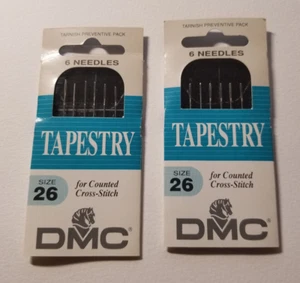 TARNISH PREVENTIVE PACK
6 NEEDLES
TAPESTRY
SIZE
26
for Counted
Cross-Stitch
DMC®
TARNISH PREVENTIVE PACK
6 NEEDLES
TAPESTRY
SIZE
26
for Counted
Cross-Stitch
DMC®